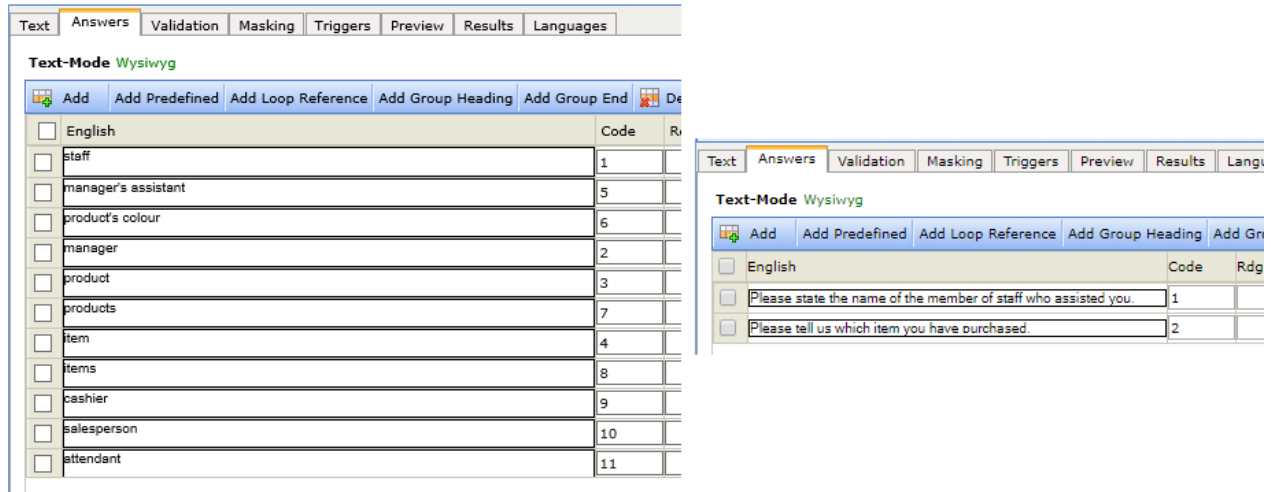 Text Answers Validation Masking Triggers Preview Results Languages
Text-Mode Wysiwyg
Add Add Predefined Add Loop Reference Add Group Heading Add Group End De
English Code R
staff 1
manager's assistant 5
product's colour 6
manager 2
product 3
products 7
item 4
items 8
cashier 9
salesperson 10
attendant 11
Text Answers Validation Masking Triggers Preview Results Langu
Text-Mode Wysiwyg
Add Add Predefined Add Loop Reference Add Group Heading Add Gr
English Code Rdg
Please state the name of the member of staff who assisted you. 1
Please tell us which item you have purchased. 2